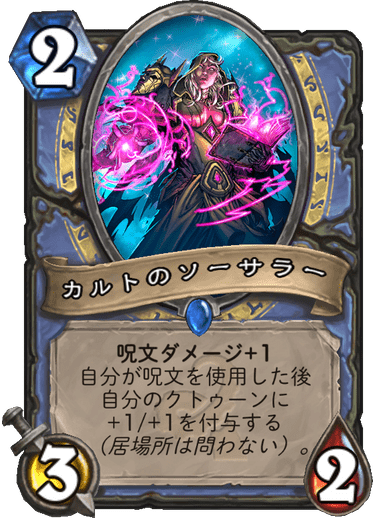 2
カルトのソーサラー
呪文ダメージ+1
自分が呪文を使用した後
自分のクトゥーンに
+1/+1を付与する
（居場所は問わない）。
3
2